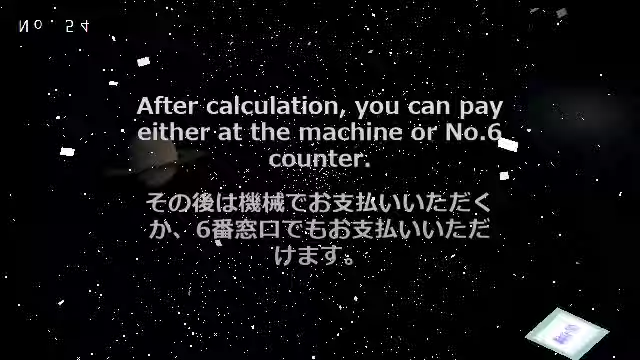 No. 54
After calculation, you can pay
either at the machine or No.6
counter.
その後は機械でお支払いいただく
か、6番窓口でもお支払いいただ
けます。